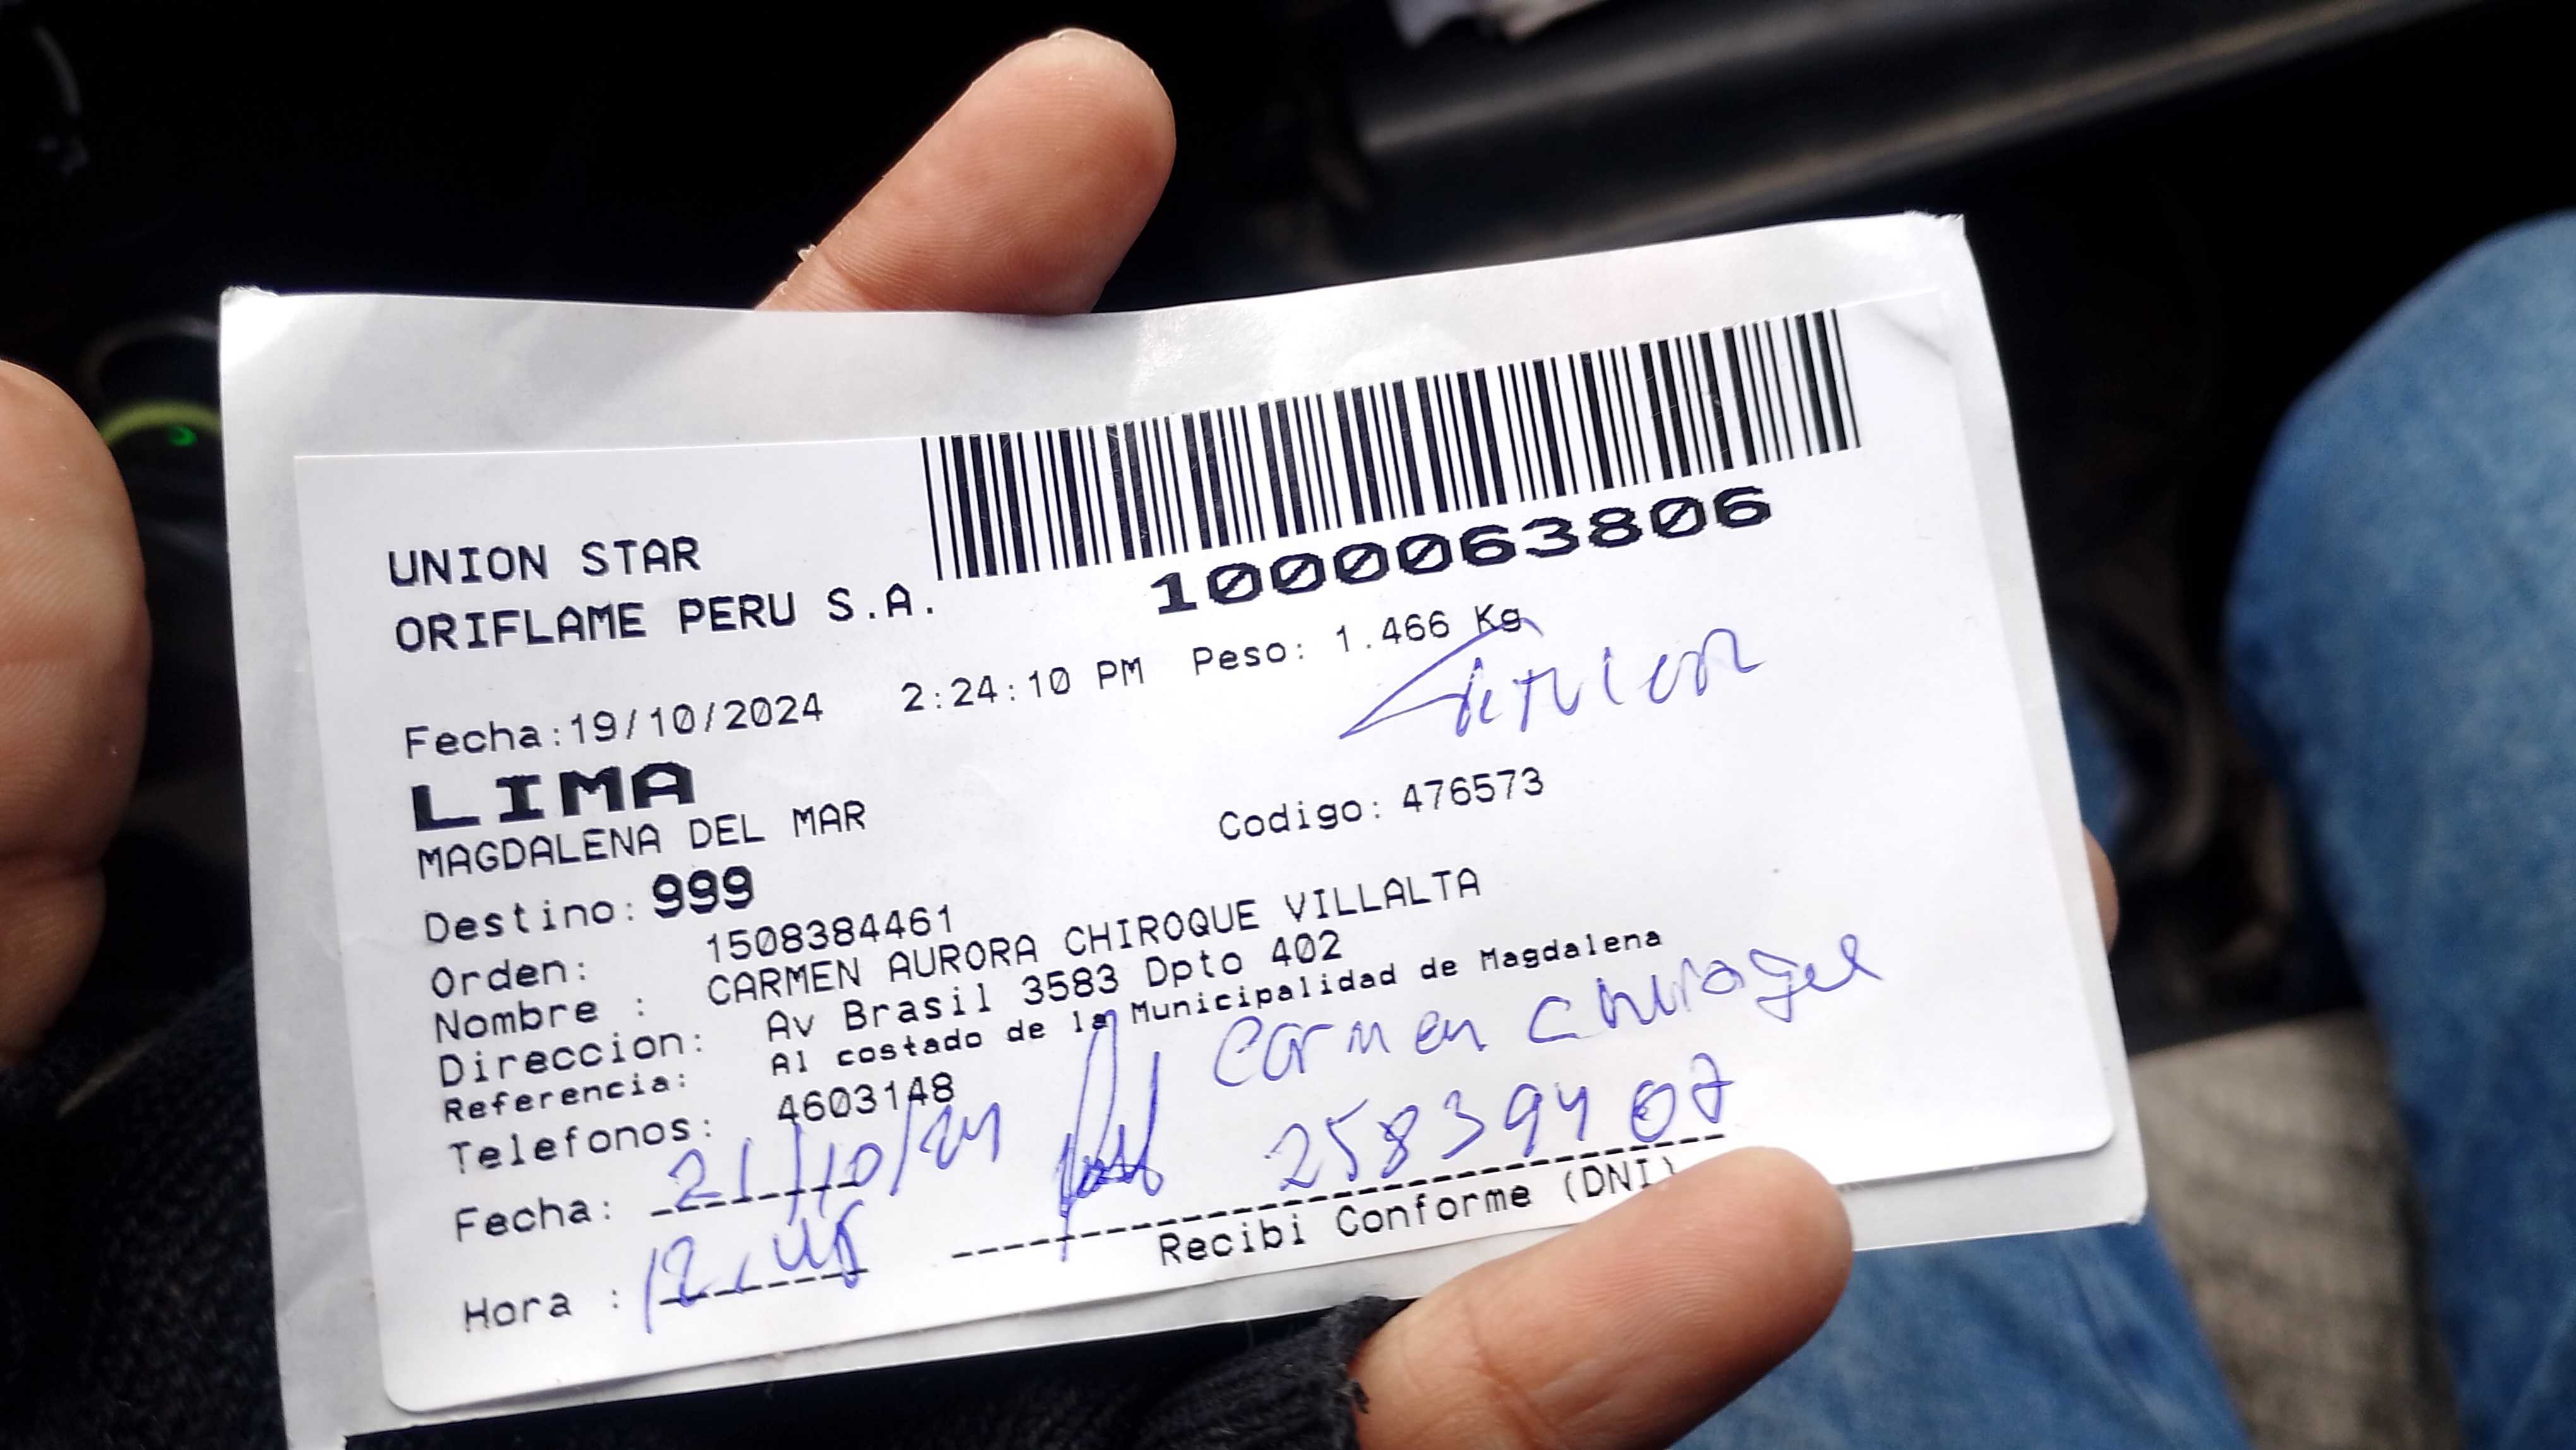 UNION STAR
ORIFLAME PERU S.A.
1000063806
Fecha:19/10/2024 2:24:10 PM Peso: 1.466 Kg
LIMA
MAGDALENA DEL MAR
Codigo: 476573
Destino: 999
Orden: 1508384461
Nombre : CARMEN AURORA CHIROQUE VILLALTA
Direccion: Av Brasil 3583 Dpto 402
Referencia: Al costado de la Municipalidad de Magdalena
Telefonos: 4603148
Carmen Chiroque
Fecha: 21/10/24 25839407
Recibi Conforme (DNI)
Hora :